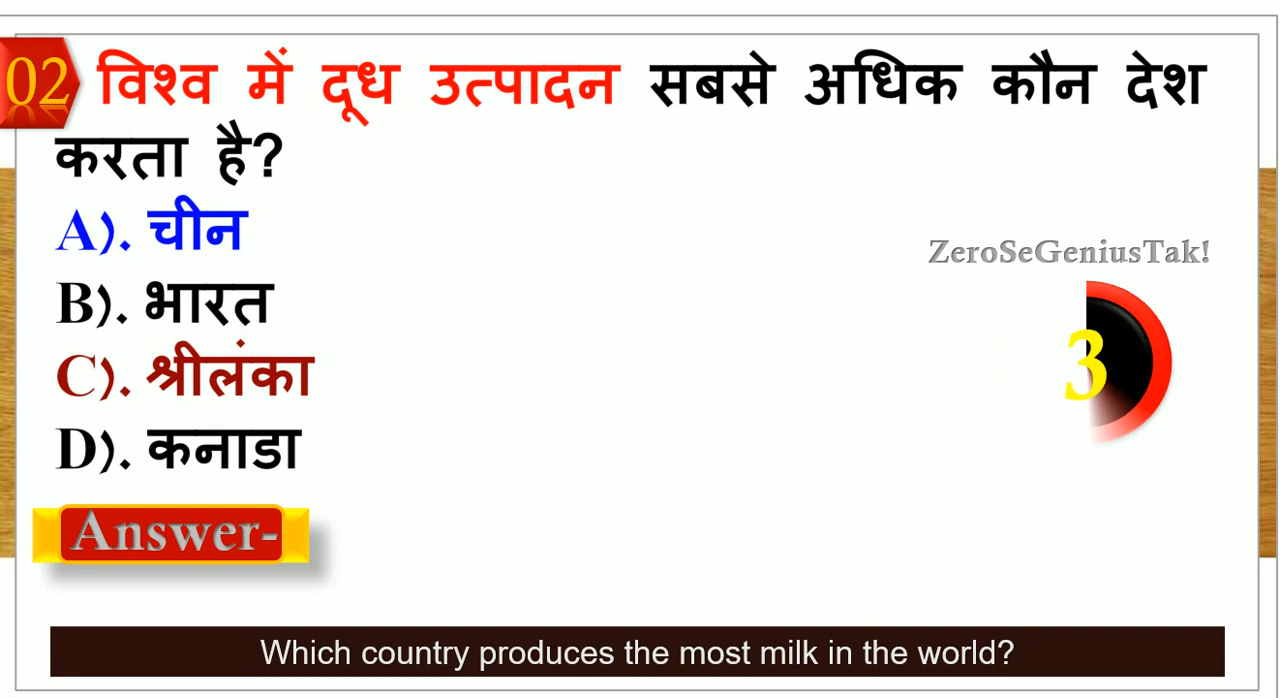 02 विश्व में दूध उत्पादन सबसे अधिक कौन देश
करता है?
A). चीन
ZeroSeGeniusTak!
B). भारत
3
C). श्रीलंका
D). कनाडा
Answer-
Which country produces the most milk in the world?